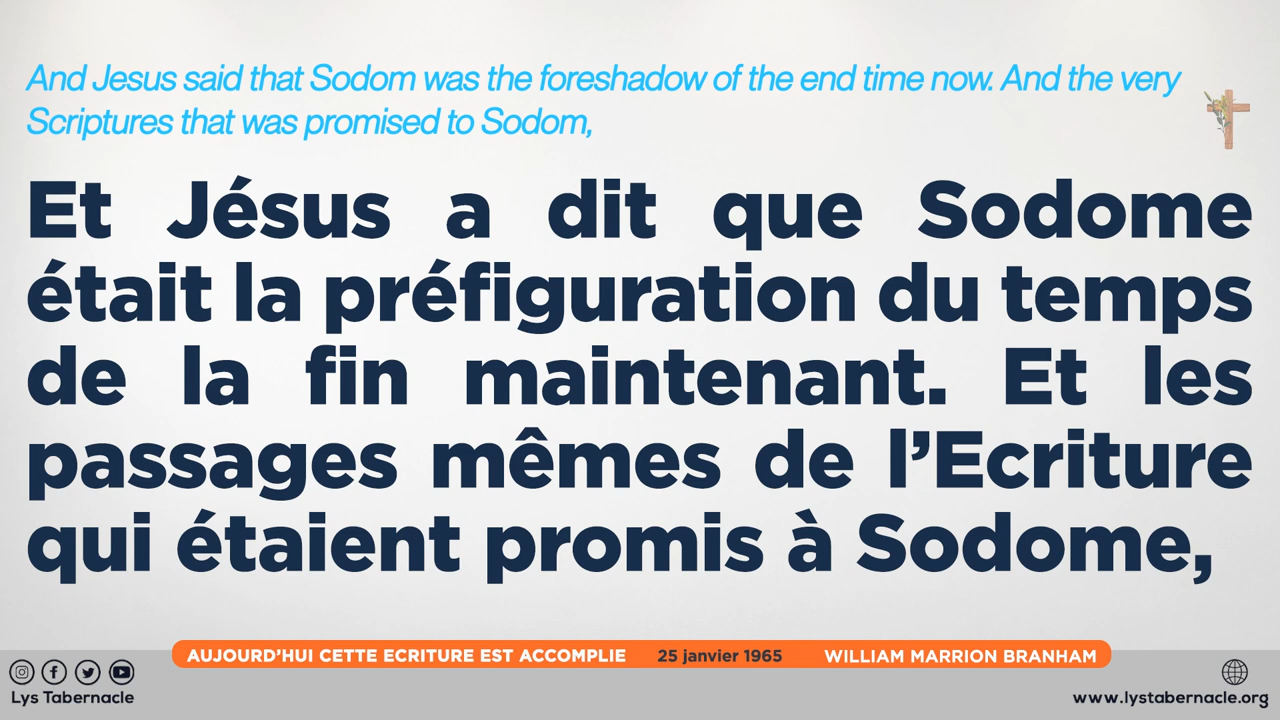 And Jesus said that Sodom was the foreshadow of the end time now. And the very
Scriptures that was promised to Sodom,
Et Jésus a dit que Sodome
était la préfiguration du temps
de la fin maintenant. Et les
passages mêmes de l’Ecriture
qui étaient promis à Sodome,
AUJOURD’HUI CETTE ECRITURE EST ACCOMPLIE 25 janvier 1965 WILLIAM MARRION BRANHAM
Lys Tabernacle
www.lystabernacle.org